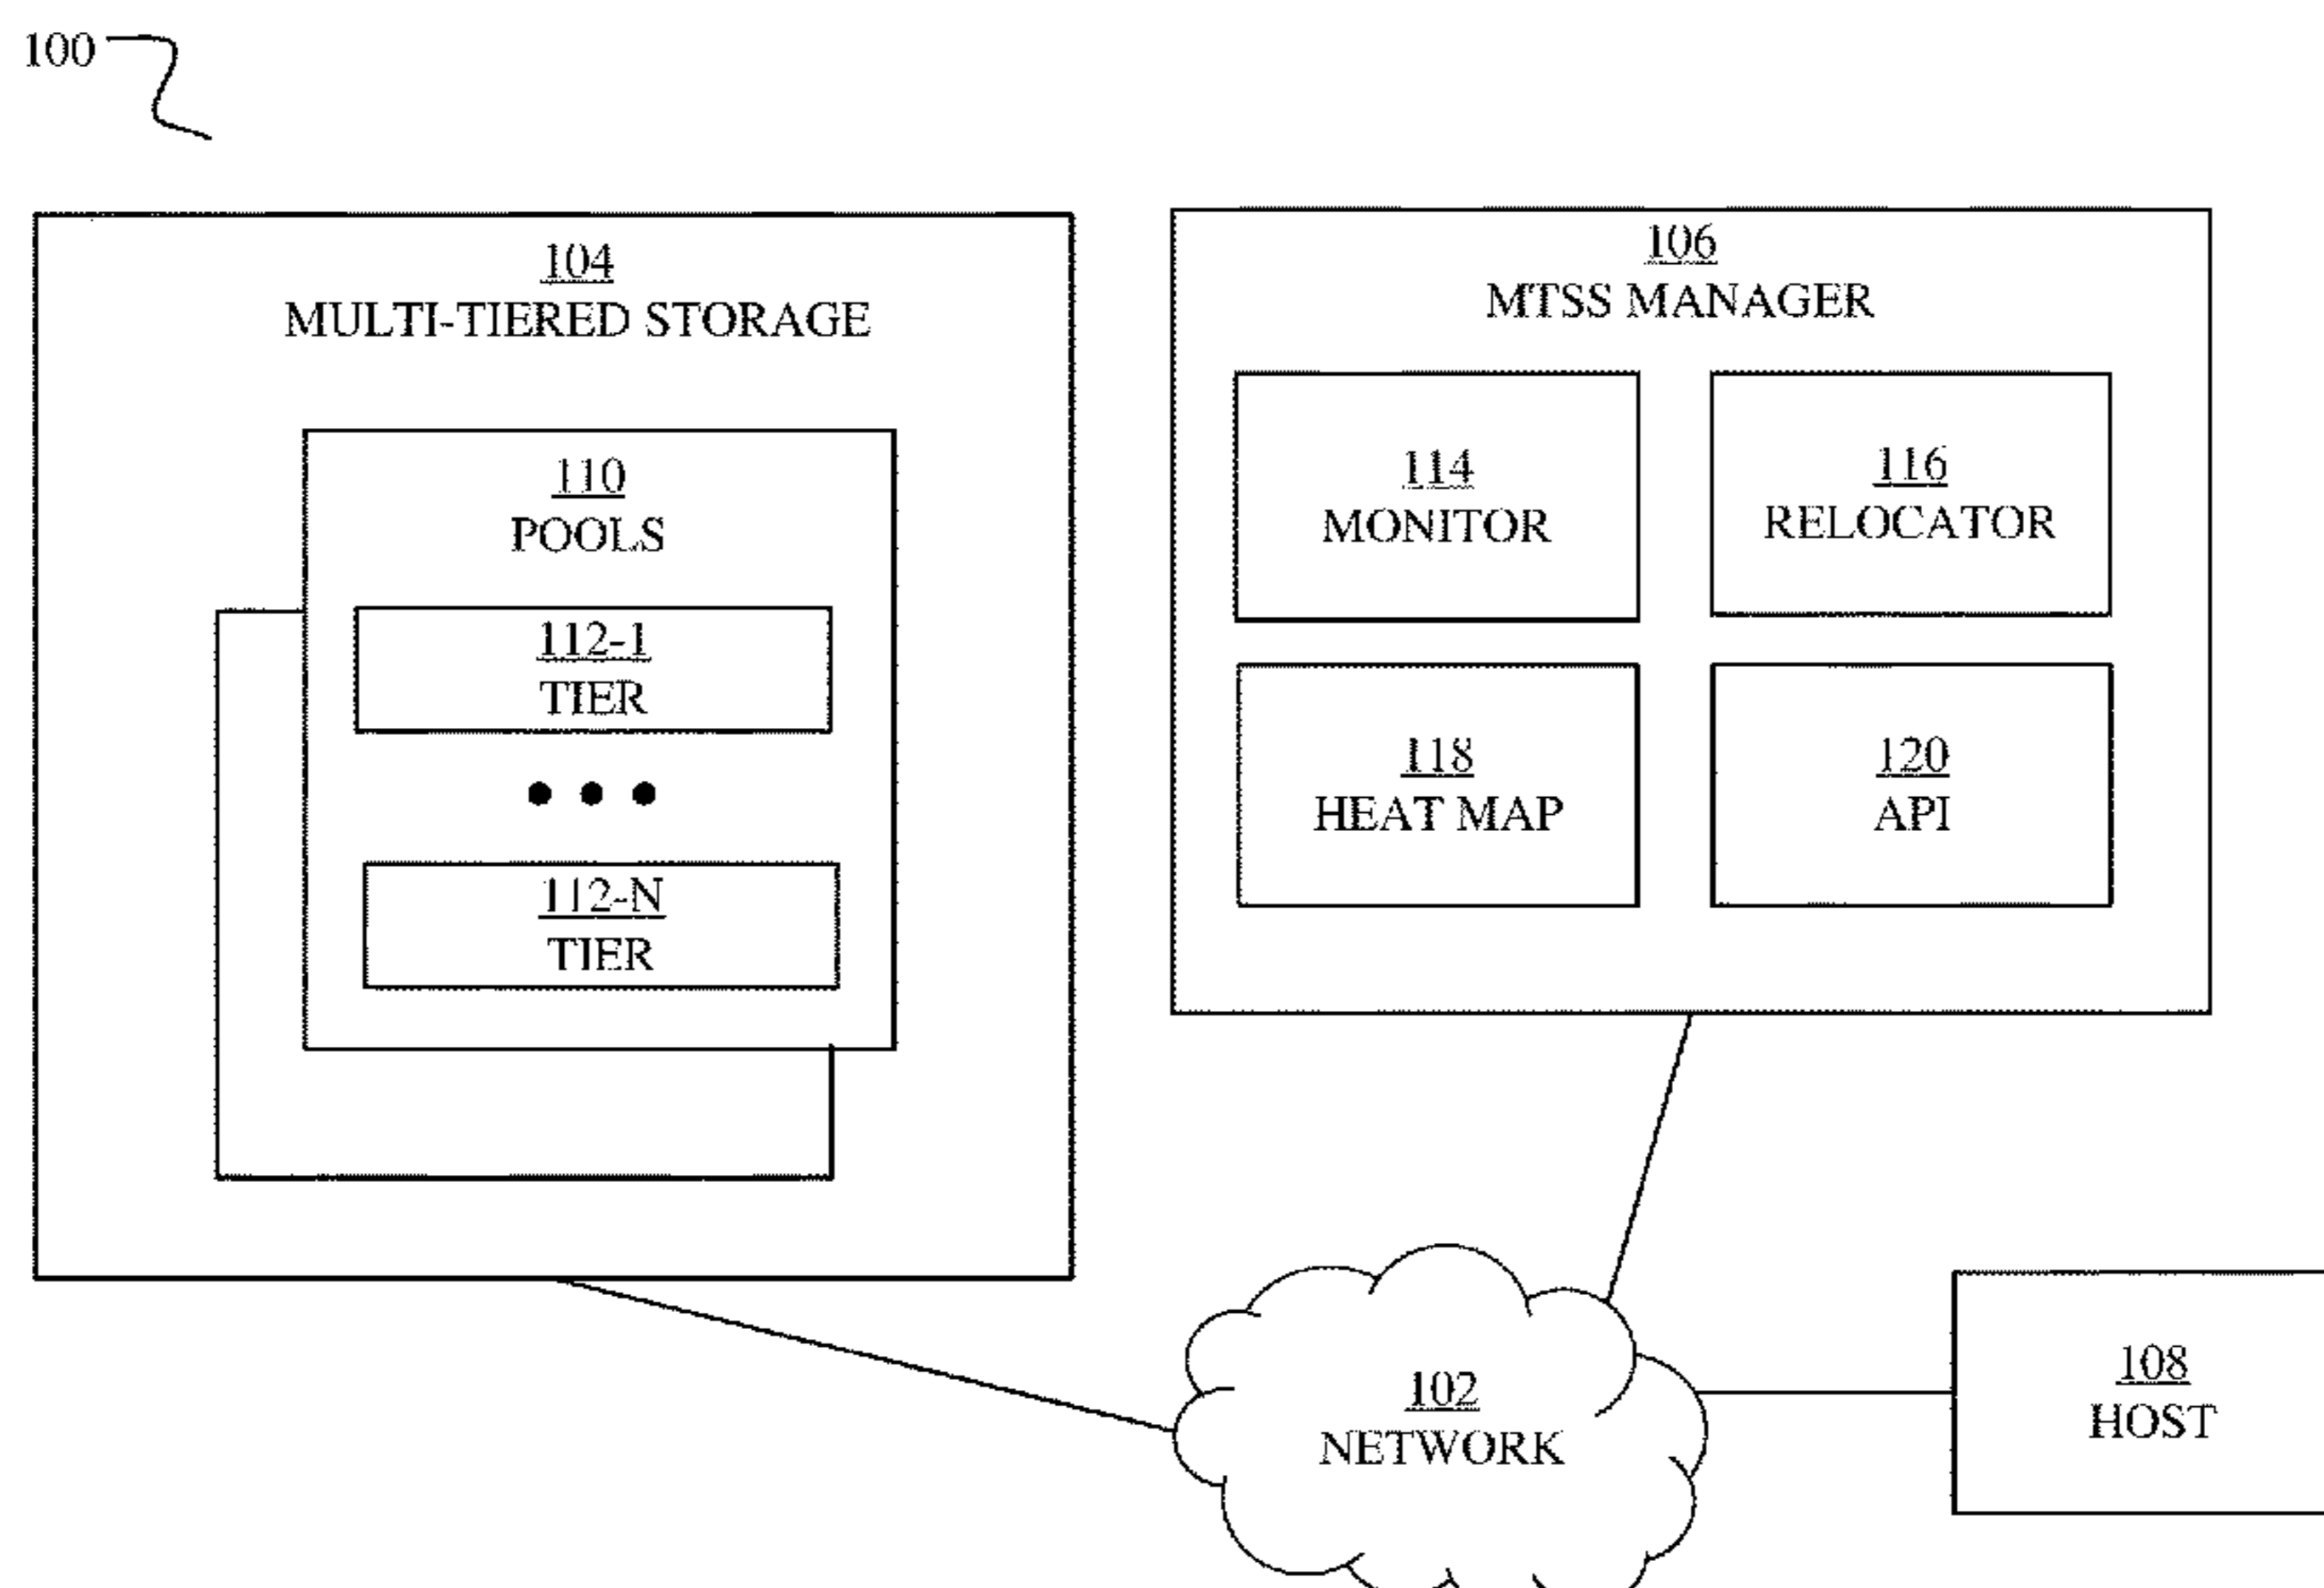 100
104
MULTI-TIERED STORAGE
110
POOLS
112-1
TIER
112-N
TIER
106
MTSS MANAGER
114
MONITOR
116
RELOCATOR
118
HEAT MAP
120
API
102
NETWORK
108
HOST